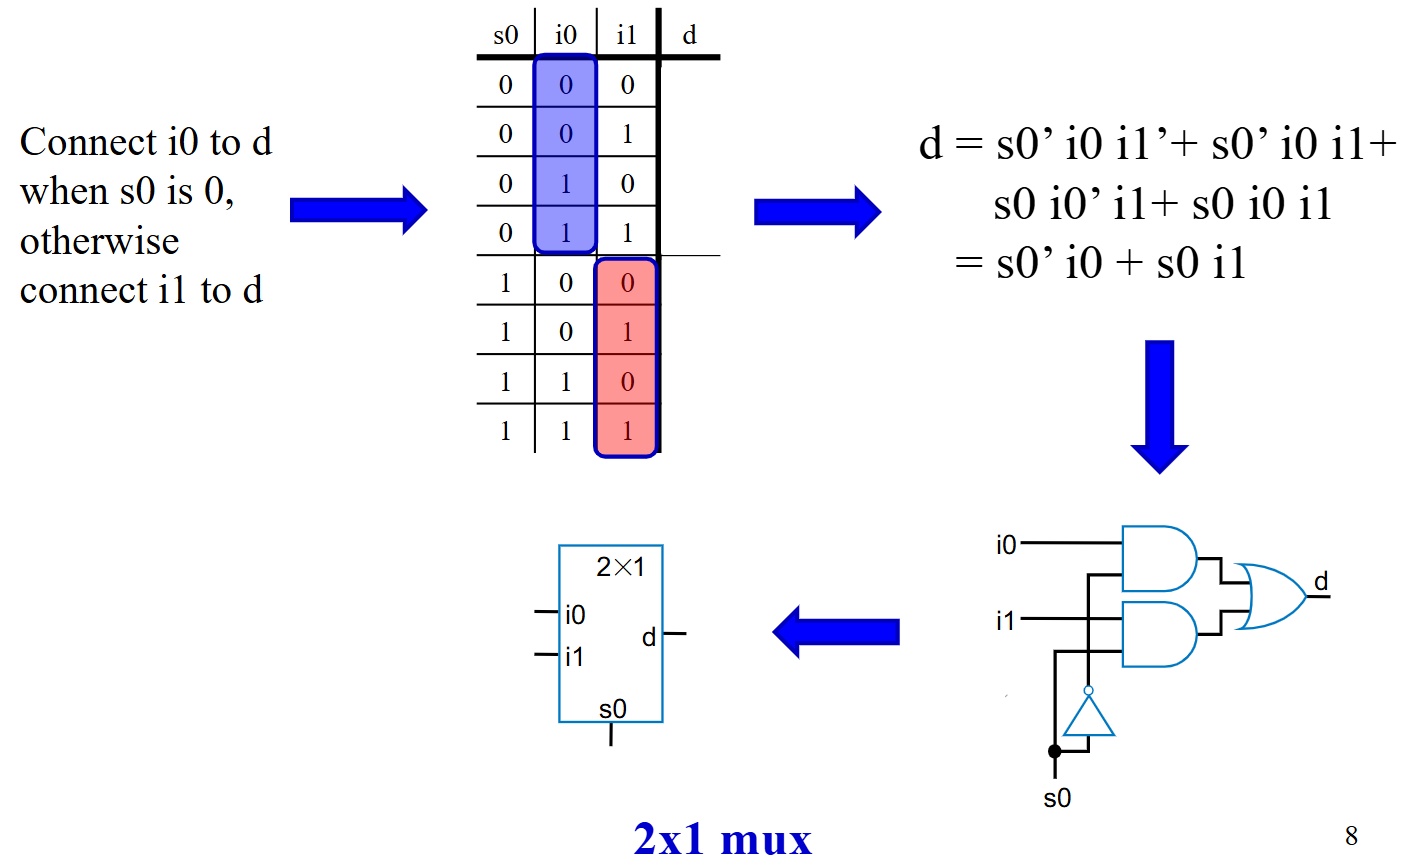 Connect i0 to d
when s0 is 0,
otherwise
connect i1 to d
s0 i0 i1 d
0 0 0
0 0 1
0 1 0
0 1 1
1 0 0
1 0 1
1 1 0
1 1 1
d = s0’ i0 i1’+ s0’ i0 i1+
s0 i0’ i1+ s0 i0 i1
= s0’ i0 + s0 i1
i0
i1
d
s0
2×1
i0
i1
d
s0
2x1 mux
8